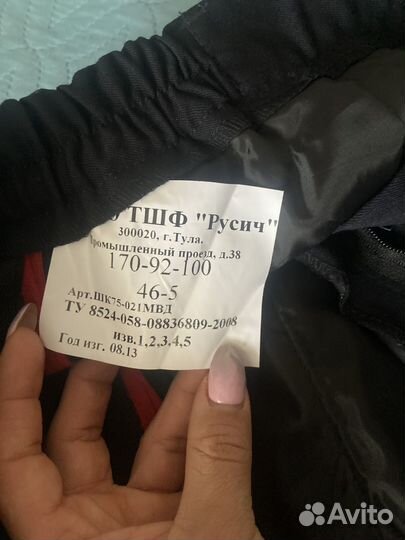 ТШФ "Русич"
300020, г.Тула.
Промышленный проезд, д.38
170-92-100
46-5
Арт.ШК75-021МВД
ТУ 8524-058-08836809-2008
изв.1,2,3,4,5
Год изг. 08.13
Avito